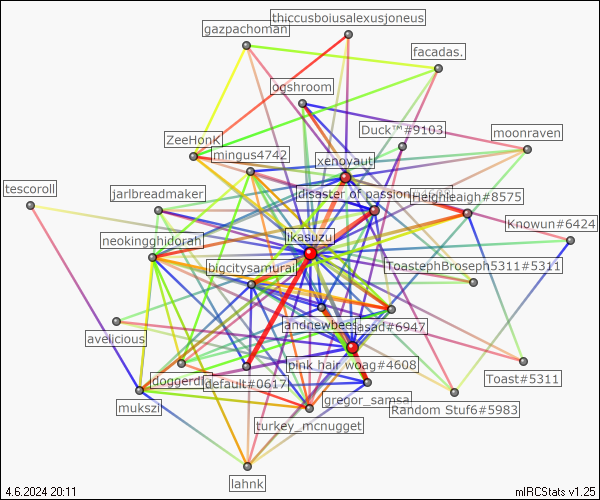 thiccusboiusalexusjoneus
gazpachoman
facadas.
ogshroom
Duck™#9103
ZeeHonK
moonraven
mingus4742
xenoyaut
tescoroll
jarlbreadmaker
disaster of passion
Heighleaigh#8575
Knowun#6424
neokingghidorah
ikasuzu
bigcitysamurai
ToastephBroseph5311#5311
andnewbees
asad#6947
avelicious
pink hair woag#4608
doggerdi
default#0617
Toast#5311
mukszi
gregor_samsa
Random Stuf6#5983
turkey_mcnugget
lahnk
4.6.2024 20:11
mIRCStats v1.25